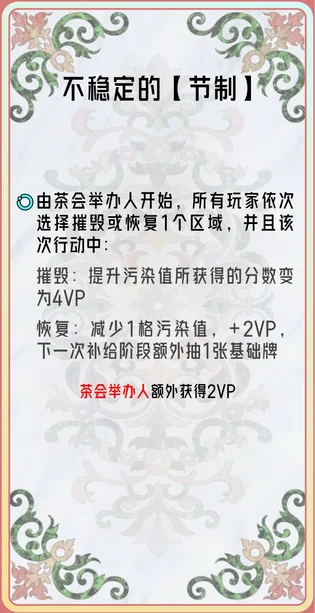 不稳定的【节制】
由茶会举办人开始，所有玩家依次
选择摧毁或恢复1个区域，并且该
次行动中：
摧毁：提升污染值所获得的分数变
为4VP
恢复：减少1格污染值，+2VP，
下一次补给阶段额外抽1张基础牌
茶会举办人额外获得2VP